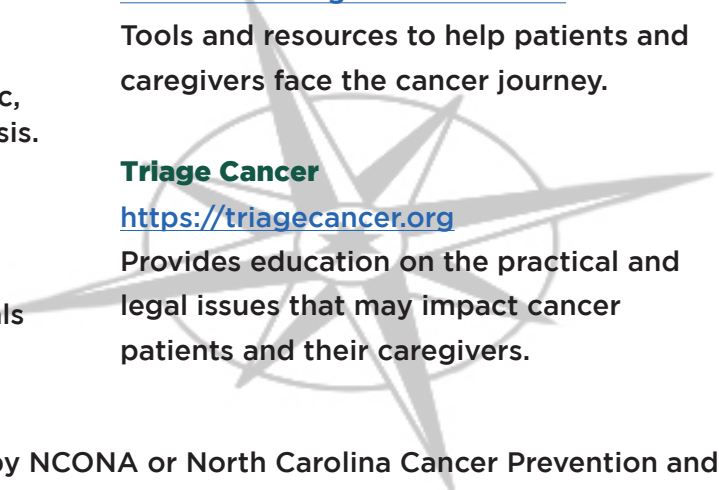 Tools and resources to help patients and
caregivers face the cancer journey.
sis.
Triage Cancer
https://triagecancer.org
Provides education on the practical and
legal issues that may impact cancer
patients and their caregivers.
by NCONA or North Carolina Cancer Prevention and